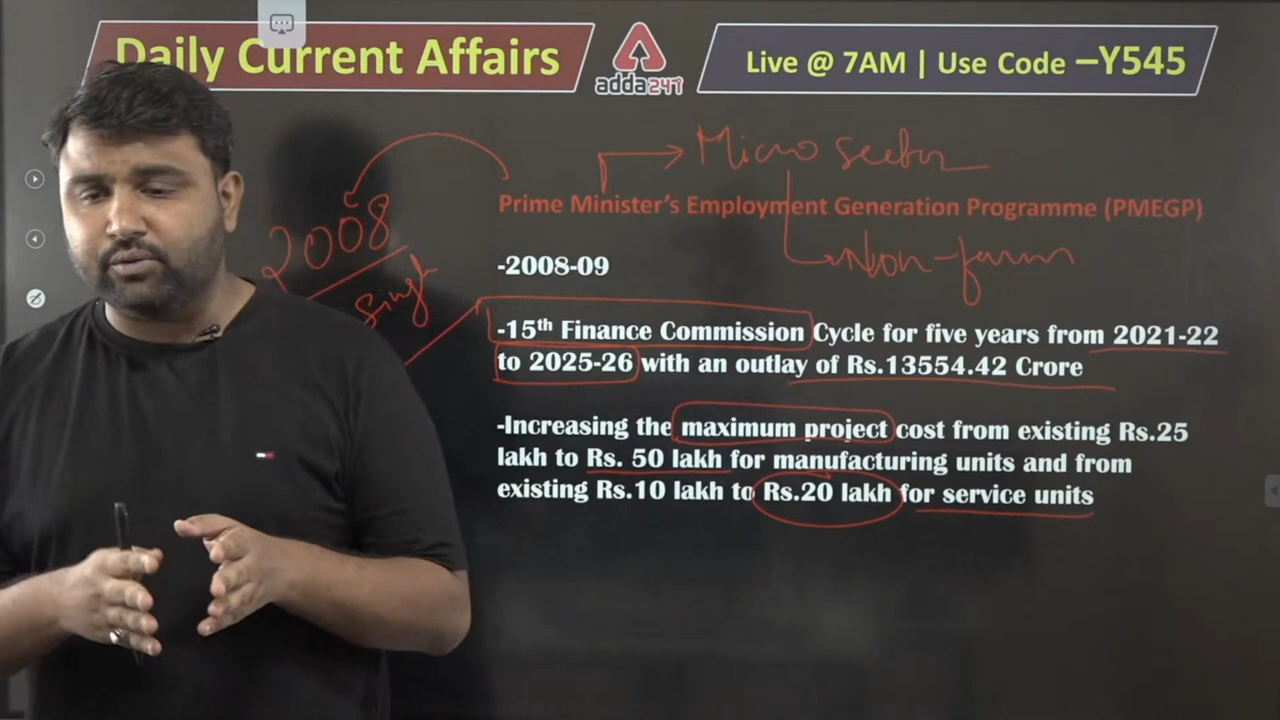 Daily Current Affairs
adda247
Live @ 7AM | Use Code –Y545
Micro sector
Prime Minister's Employment Generation Programme (PMEGP)
2008
Non-farm
-2008-09
Singh
-15th Finance Commission Cycle for five years from 2021-22
to 2025-26 with an outlay of Rs.13554.42 Crore
-Increasing the maximum project cost from existing Rs.25
lakh to Rs. 50 lakh for manufacturing units and from
existing Rs.10 lakh to Rs.20 lakh for service units